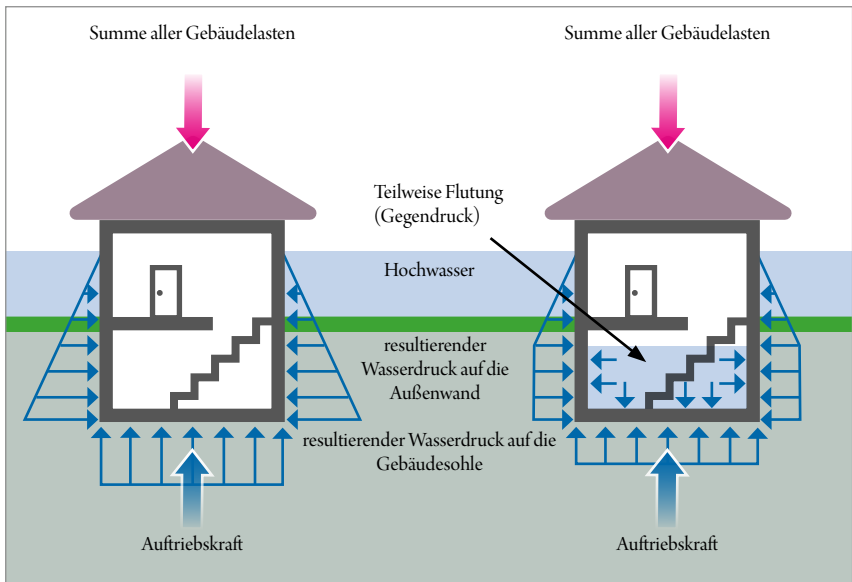 Summe aller Gebäudelasten
Summe aller Gebäudelasten
Teilweise Flutung
(Gegendruck)
Hochwasser
resultierender
Wasserdruck auf die
Außenwand
resultierender Wasserdruck auf die
Gebäudesohle
Auftriebskraft
Auftriebskraft